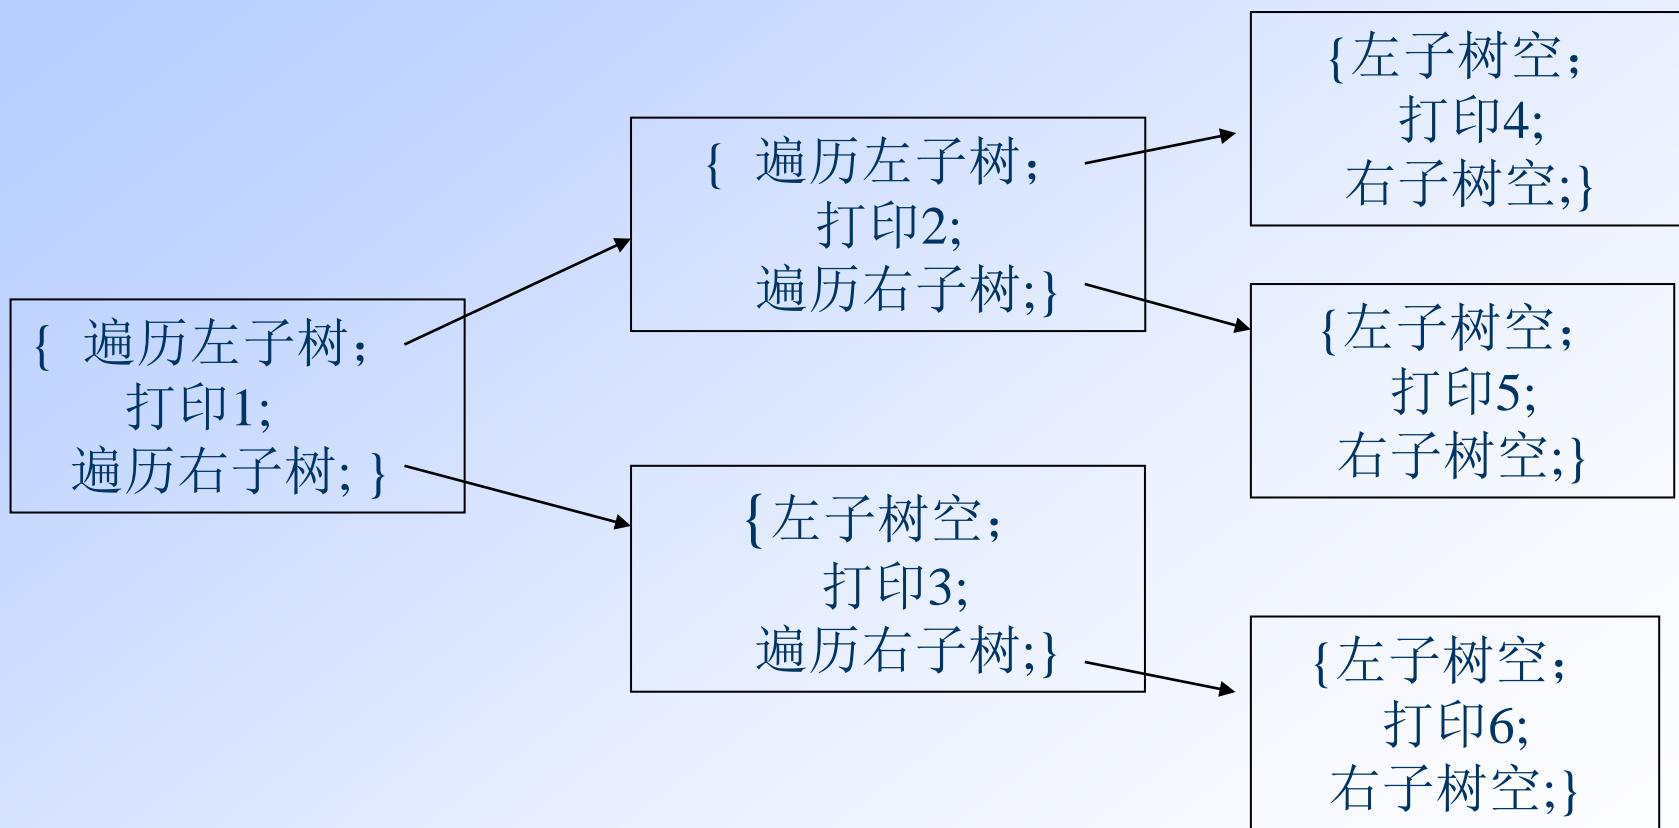 { 遍历左子树；
打印1;
遍历右子树; }
{ 遍历左子树；
打印2;
遍历右子树;}
{左子树空；
打印3;
遍历右子树;}
{左子树空；
打印4;
右子树空;}
{左子树空；
打印5;
右子树空;}
{左子树空；
打印6;
右子树空;}